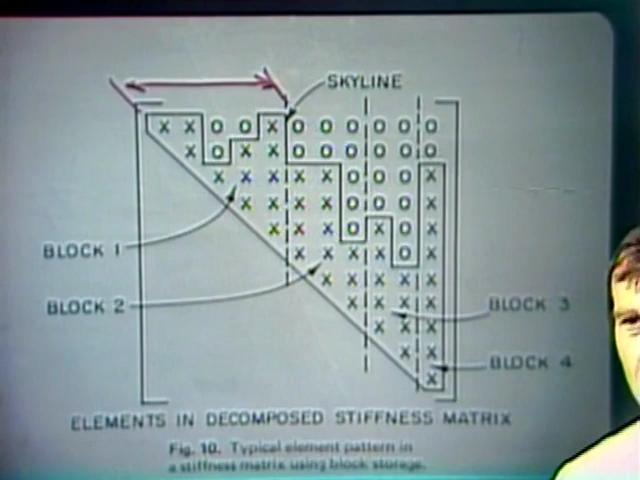 SKYLINE
X X O O X O O O O O O
X O X X O O O O O O
X X X X X O O O X
X X X X O O O X
X X X O X O X
BLOCK 1
X X X X O X
X X X X X
BLOCK 2
X X X X
BLOCK 3
X X X
X X
BLOCK 4
X
ELEMENTS IN DECOMPOSED STIFFNESS MATRIX
Fig. 10. Typical element pattern in
a stiffness matrix using block storage.